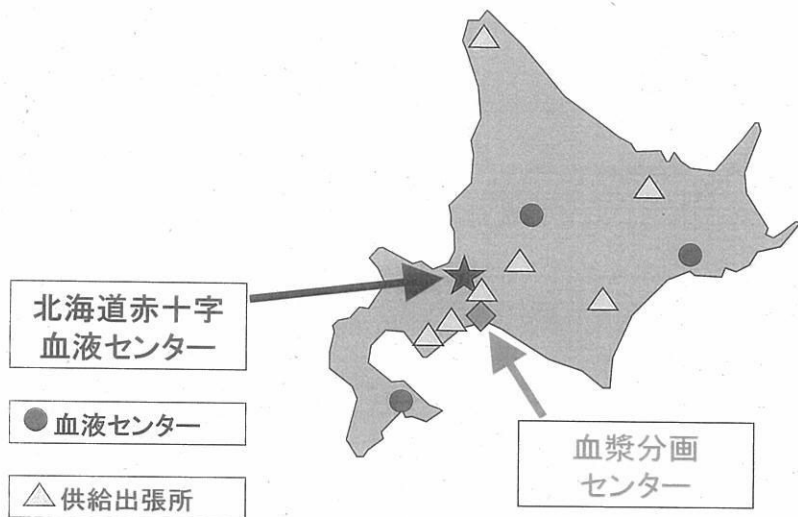 北海道赤十字
血液センター
血液センター
供給出張所
血漿分画
センター